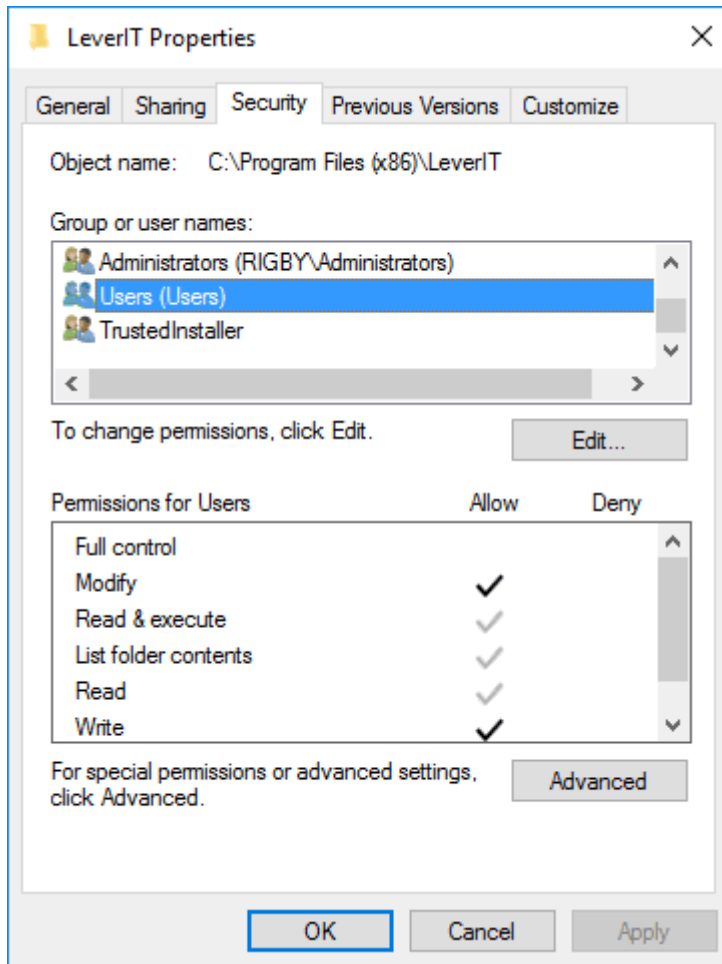 LeverIT Properties
General Sharing Security Previous Versions Customize
Object name: C:\Program Files (x86)\LeverIT
Group or user names:
Administrators (RIGBY\Administrators)
Users (Users)
TrustedInstaller
To change permissions, click Edit.
Edit...
Permissions for Users Allow Deny
Full control
Modify
Read & execute
List folder contents
Read
Write
For special permissions or advanced settings,
click Advanced.
Advanced
OK Cancel Apply